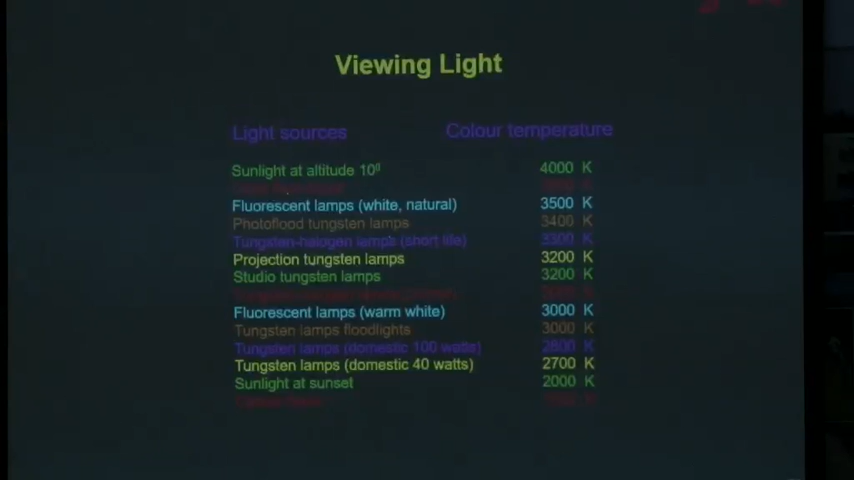 Viewing Light
Light sources Colour temperature
Sunlight at altitude 10⁰ 4000 K
Fluorescent lamps (white, natural) 3500 K
Photoflood tungsten lamps 3400 K
Tungsten-halogen lamps (short life) 3300 K
Projection tungsten lamps 3200 K
Studio tungsten lamps 3200 K
Fluorescent lamps (warm white) 3000 K
Tungsten lamps floodlights 3000 K
Tungsten lamps (domestic 100 watts) 2800 K
Tungsten lamps (domestic 40 watts) 2700 K
Sunlight at sunset 2000 K